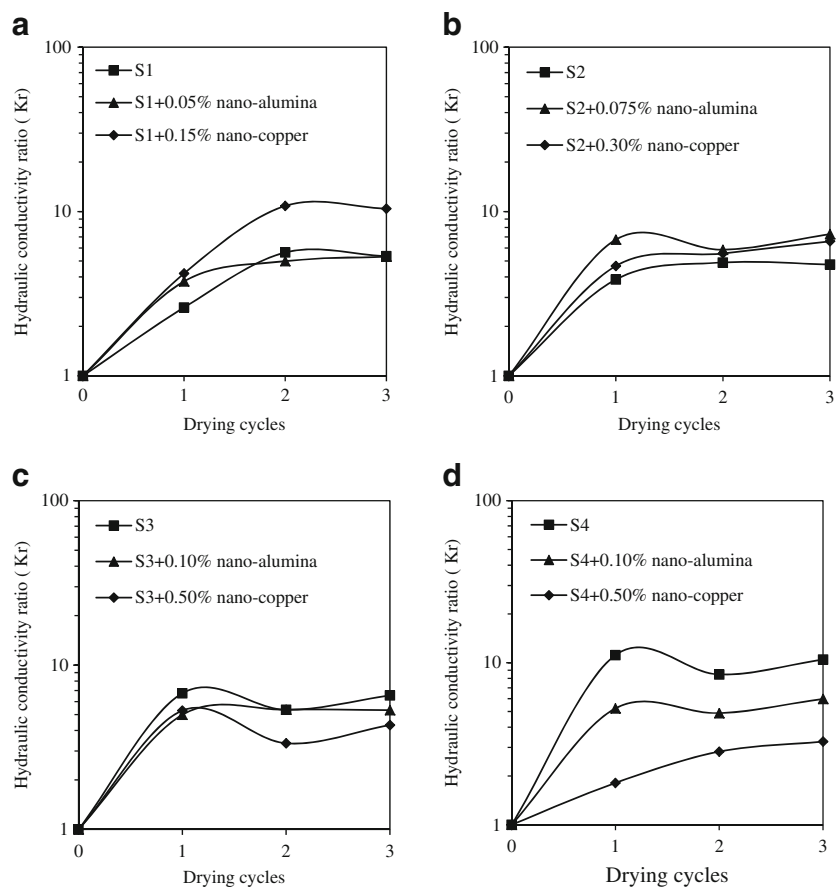 a
100
10
1
Hydraulic conductivity ratio ( Kr)
S1
S1+0.05% nano-alumina
S1+0.15% nano-copper
0 1 2 3
Drying cycles
b
100
10
1
Hydraulic conductivity ratio ( Kr)
S2
S2+0.075% nano-alumina
S2+0.30% nano-copper
0 1 2 3
Drying cycles
c
100
10
1
Hydraulic conductivity ratio ( Kr)
S3
S3+0.10% nano-alumina
S3+0.50% nano-copper
0 1 2 3
Drying cycles
d
100
10
1
Hydraulic conductivity ratio ( Kr)
S4
S4+0.10% nano-alumina
S4+0.50% nano-copper
0 1 2 3
Drying cycles